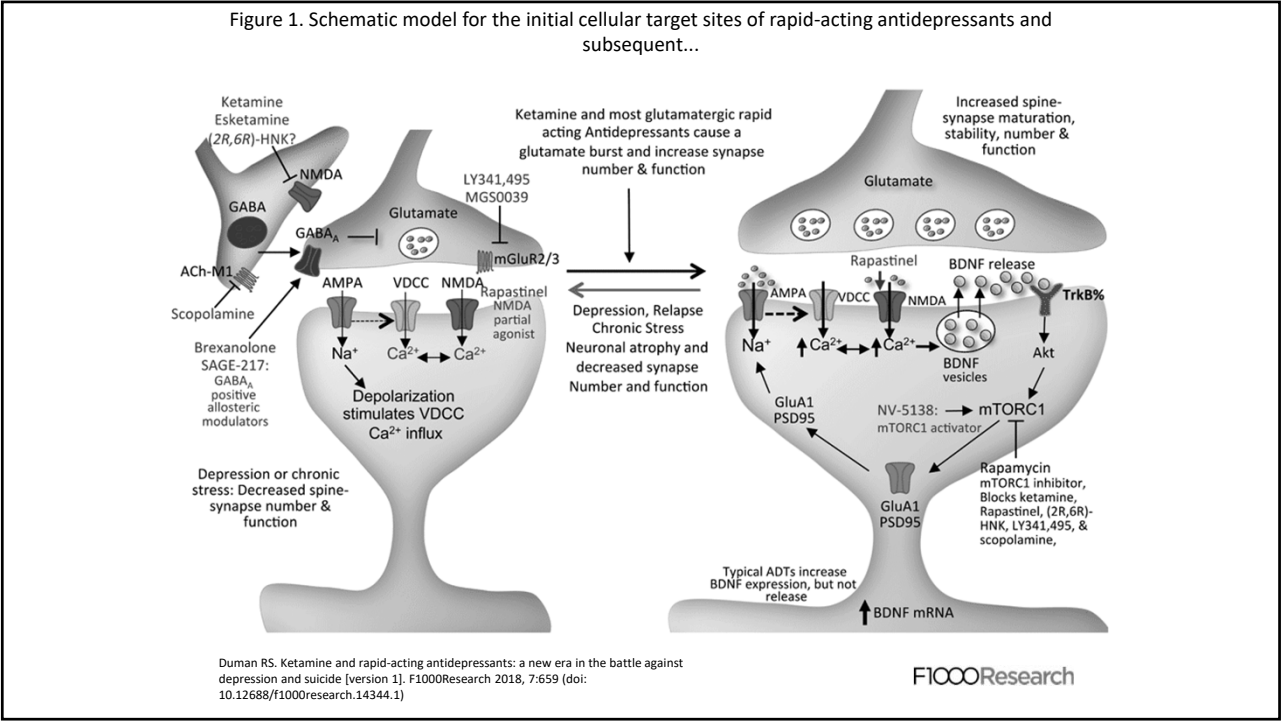 Figure 1. Schematic model for the initial cellular target sites of rapid-acting antidepressants and
subsequent...
Ketamine
Esketamine
(2R,6R)-HNK?
NMDA
GABA
GABAA
ACh-M1
Scopolamine
Brexanolone
SAGE-217:
GABAA
positive
allosteric
modulators
Glutamate
LY341,495
MGS0039
mGluR2/3
AMPA
VDCC
NMDA
Rapastinel
NMDA
partial
agonist
Na+
Ca2+
Ca2+
Depolarization
stimulates VDCC
Ca2+ influx
Depression or chronic
stress: Decreased spine-
synapse number &
function
Ketamine and most glutamatergic rapid
acting Antidepressants cause a
glutamate burst and increase synapse
number & function
Depression, Relapse
Chronic Stress
Neuronal atrophy and
decreased synapse
Number and function
Increased spine-
synapse maturation,
stability, number &
function
Glutamate
Rapastinel
BDNF release
AMPA
VDCC
NMDA
TrkB%
Na+
Ca2+
Ca2+
BDNF
vesicles
Akt
GluA1
PSD95
NV-5138:
mTORC1 activator
mTORC1
GluA1
PSD95
Rapamycin
mTORC1 inhibitor,
Blocks ketamine,
Rapastinel, (2R,6R)-
HNK, LY341,495, &
scopolamine,
Typical ADTs increase
BDNF expression, but not
release
BDNF mRNA
Duman RS. Ketamine and rapid-acting antidepressants: a new era in the battle against
depression and suicide [version 1]. F1000Research 2018, 7:659 (doi:
10.12688/f1000research.14344.1)
F1000Research